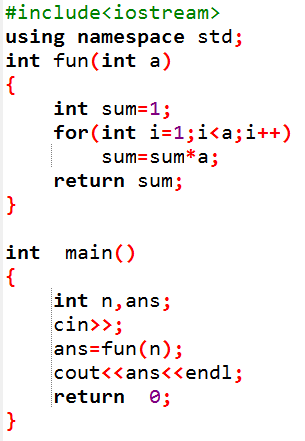 #include<iostream>
using namespace std;
int fun(int a)
{
    int sum=1;
    for(int i=1;i<a;i++)
        sum=sum*a;
    return sum;
}

int  main()
{
    int n,ans;
    cin>>;
    ans=fun(n);
    cout<<ans<<endl;
    return  0;
}